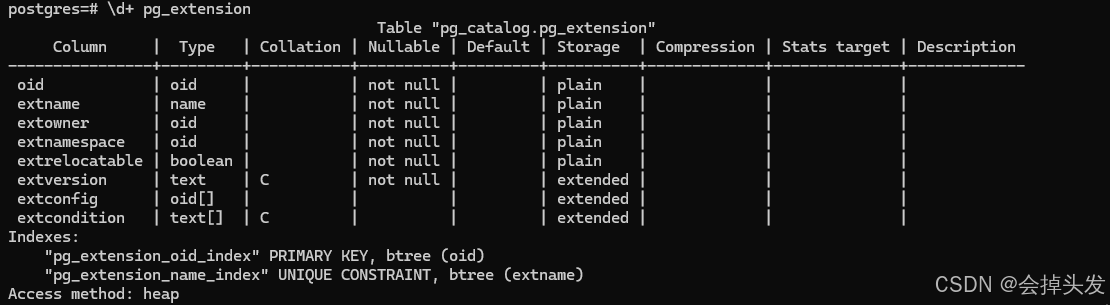 postgres=# \d+ pg_extension
                                         Table "pg_catalog.pg_extension"
     Column     |  Type   | Collation | Nullable | Default | Storage  | Compression | Stats target | Description
----------------+---------+-----------+----------+---------+----------+-------------+--------------+-------------
 oid            | oid     |           | not null |         | plain    |             |              |
 extname        | name    |           | not null |         | plain    |             |              |
 extowner       | oid     |           | not null |         | plain    |             |              |
 extnamespace   | oid     |           | not null |         | plain    |             |              |
 extrelocatable | boolean |           | not null |         | plain    |             |              |
 extversion     | text    | C         | not null |         | extended |             |              |
 extconfig      | oid[]   |           |          |         | extended |             |              |
 extcondition   | text[]  | C         |          |         | extended |             |              |
Indexes:
    "pg_extension_oid_index" PRIMARY KEY, btree (oid)
    "pg_extension_name_index" UNIQUE CONSTRAINT, btree (extname)
Access method: heap
CSDN @会掉头发